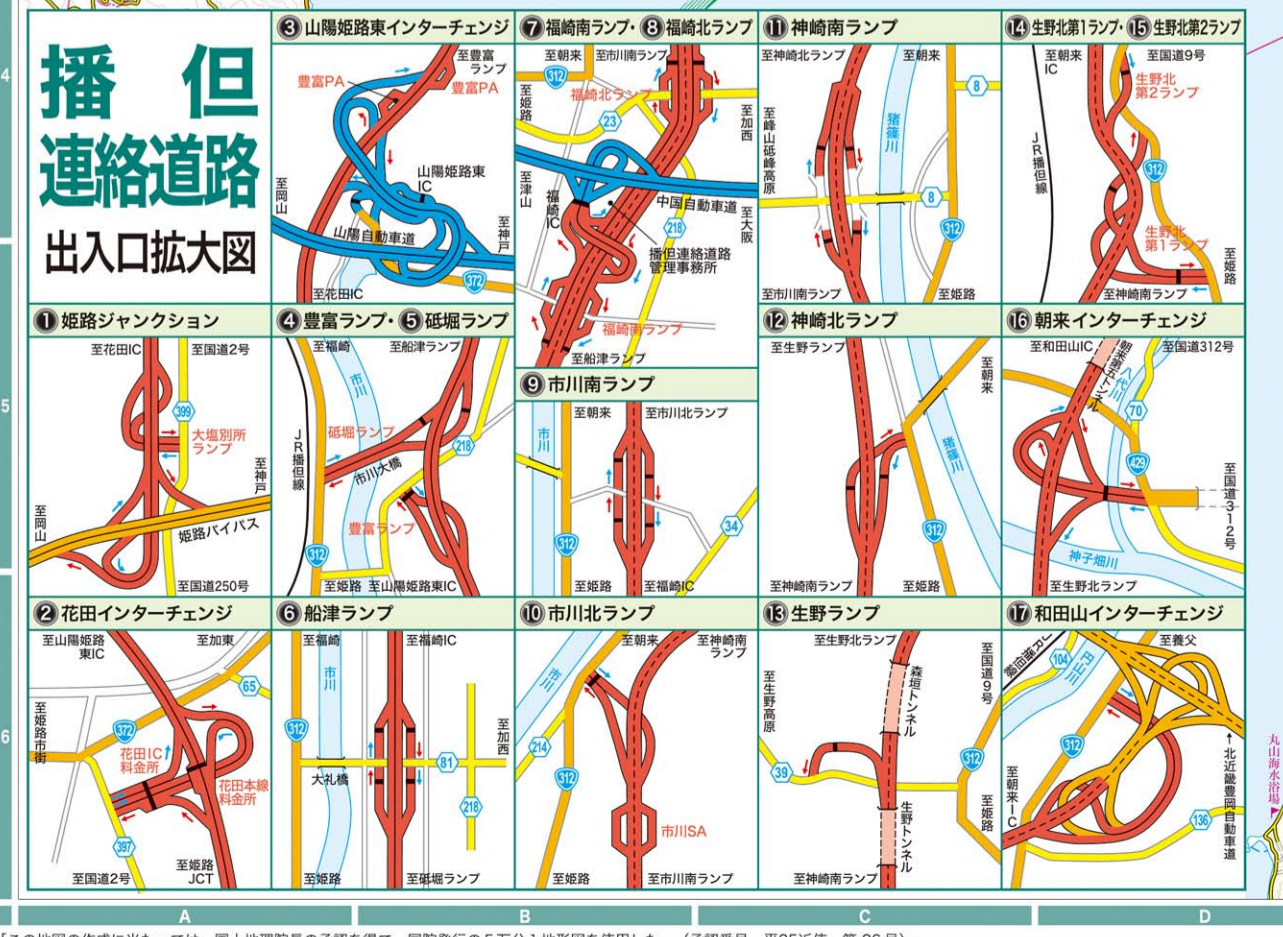 播但
連絡道路
出入口拡大図
③山陽姫路東インターチェンジ
至豊富
ランプ
豊富PA
豊富PA
山陽姫路東
IC
至岡山
山陽自動車道
至神戸
372
至花田IC
⑦福崎南ランプ・⑧福崎北ランプ
至朝来
至市川南ランプ
312
至姫路
福崎北ランプ
23
至加西
至津山
福崎IC
中国自動車道
218
至大阪
播但連絡道路
管理事務所
福崎南ランプ
至船津ランプ
⑪神崎南ランプ
至神崎北ランプ
至朝来
8
至峰山砥峰高原
猪篠川
8
312
至市川南ランプ
至姫路
⑭生野北第1ランプ・⑮生野北第2ランプ
至朝来
IC
至国道9号
生野北
第2ランプ
JR播但線
312
生野北
第1ランプ
至姫路
至神崎南ランプ
①姫路ジャンクション
至花田IC
至国道2号
399
大塩別所
ランプ
至神戸
至岡山
姫路バイパス
至国道250号
④豊富ランプ・⑤砥堀ランプ
至福崎
至船津ランプ
市川
JR播但線
砥堀ランプ
218
市川大橋
豊富ランプ
312
至姫路
至山陽姫路東IC
⑨市川南ランプ
至朝来
至市川北ランプ
市川
34
312
至姫路
至福崎IC
⑫神崎北ランプ
至生野ランプ
至朝来
猪篠川
312
至神崎南ランプ
至姫路
⑯朝来インターチェンジ
至和田山IC
朝来第五トンネル
八代川
至国道312号
70
429
至国道312号
神子畑川
至生野北ランプ
②花田インターチェンジ
至山陽姫路
東IC
至加東
65
至姫路市街
372
花田IC
料金所
花田本線
料金所
397
至国道2号
至姫路
JCT
⑥船津ランプ
至福崎
至福崎IC
市川
312
至加西
81
大礼橋
218
至姫路
至砥堀ランプ
⑩市川北ランプ
至朝来
至神崎南
ランプ
市川
214
312
市川SA
至姫路
至市川南ランプ
⑬生野ランプ
至生野北ランプ
至国道9号
森垣トンネル
至生野高原
39
312
至姫路
生野トンネル
至神崎南ランプ
⑰和田山インターチェンジ
至養父
JR播但線
104
円山川
312
至朝来IC
北近畿豊岡自動車道
136
丸山海水浴場
4
5
6
A
B
C
D